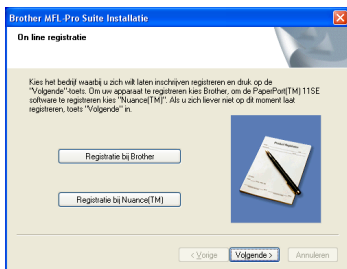 Brother MFL-Pro Suite Installatie
On line registratie
Kies het bedrijf waarbij u zich wilt laten inschrijven registreren en druk op de
"Volgende"-toets. Om uw apparaat te registreren kies Brother, om de PaperPort(TM) 11SE
software te registreren kies "Nuance(TM)". Als u zich liever niet op dit moment laat
registreren, toets "Volgende" in.
Registratie bij Brother
Registratie bij Nuance(TM)
< Vorige
Volgende >
Annuleren